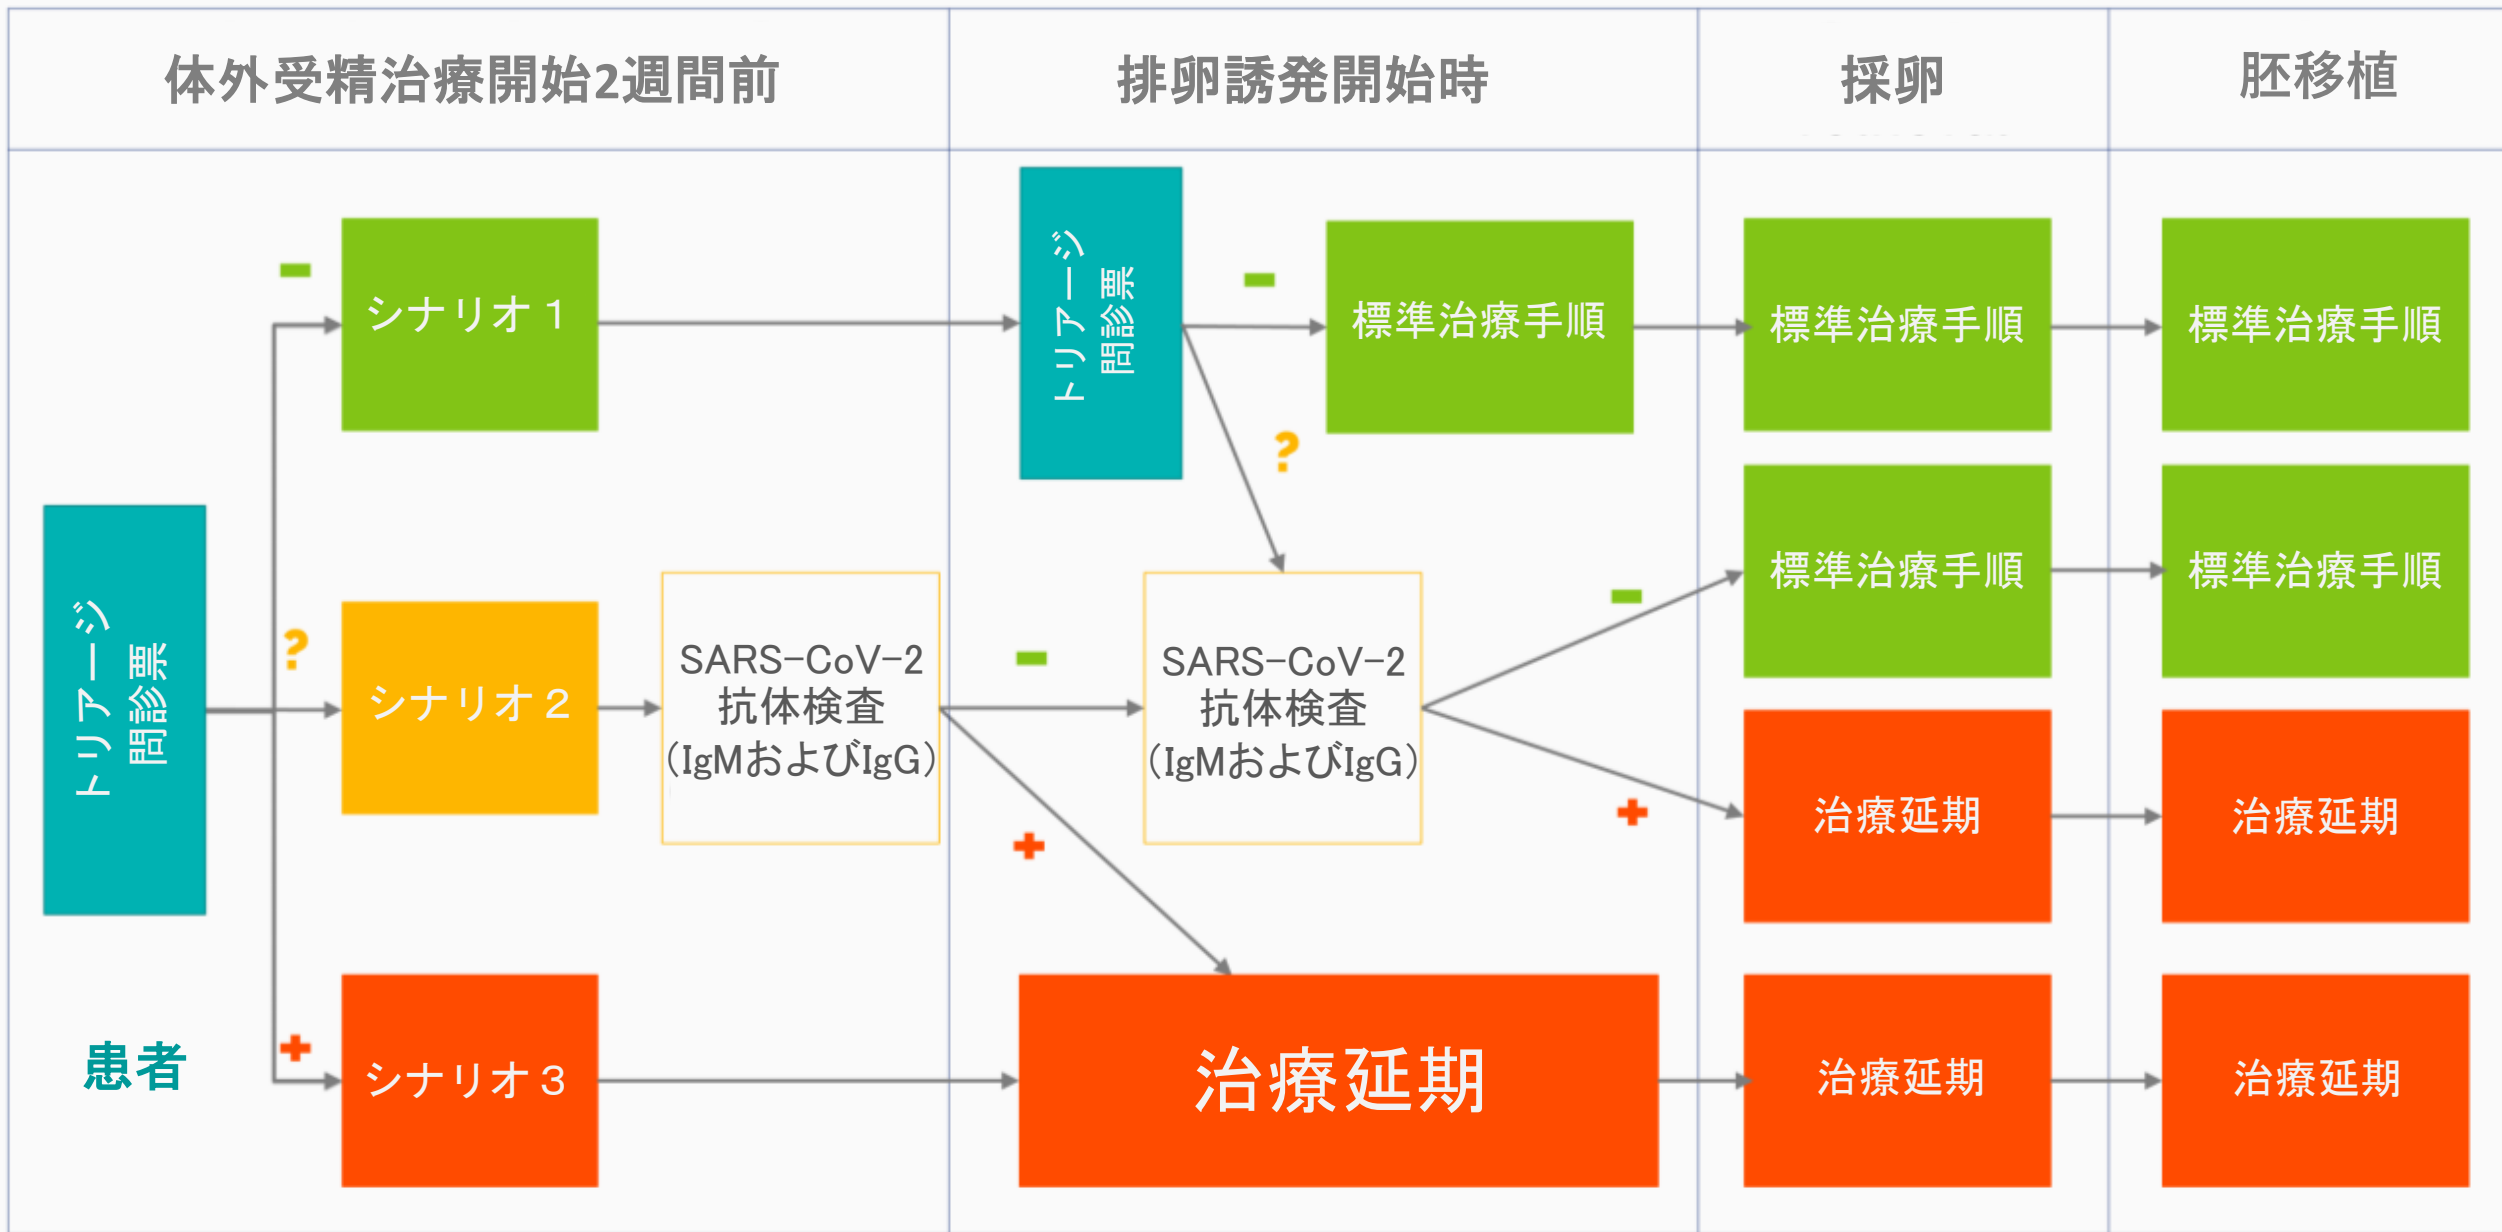 体外受精治療開始2週間前
排卵誘発開始時
採卵
胚移植
トリアージ
問診票
患者
-
シナリオ１
トリアージ
問診票
-
標準治療手順
標準治療手順
標準治療手順
?
?
シナリオ２
SARS-CoV-2
抗体検査
(IgMおよびIgG)
-
SARS-CoV-2
抗体検査
(IgMおよびIgG)
-
標準治療手順
標準治療手順
+
治療延期
治療延期
+
+
シナリオ３
治療延期
治療延期
治療延期